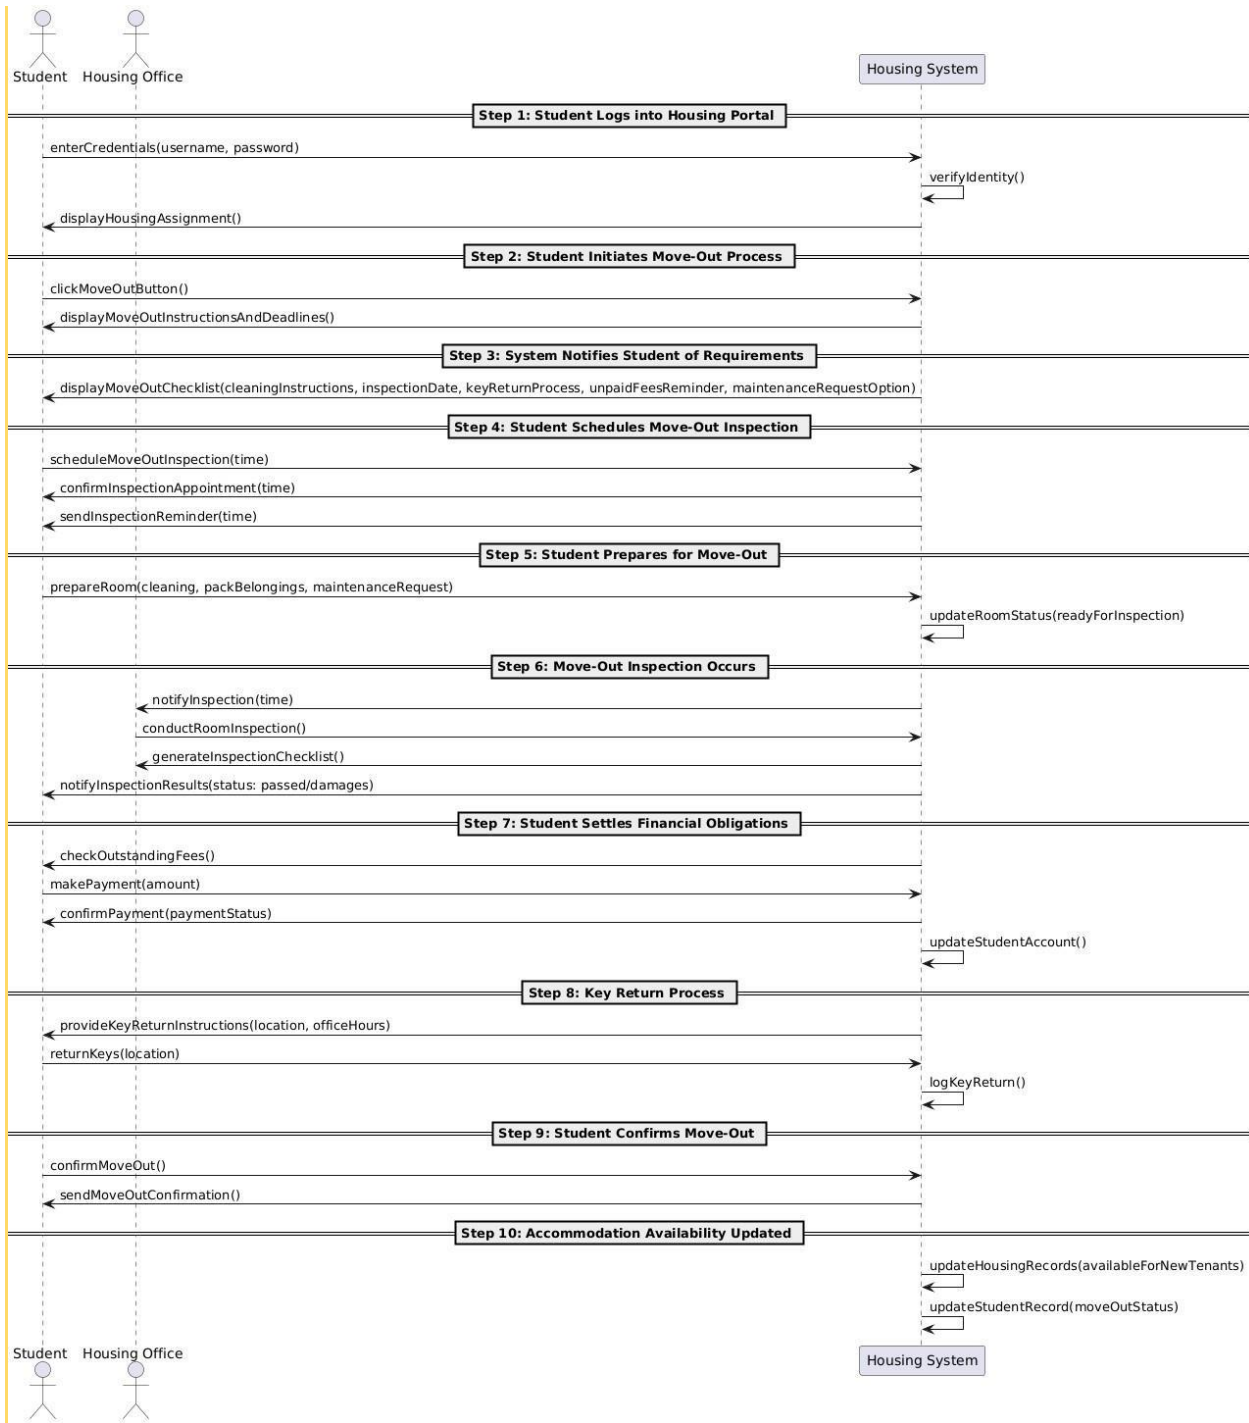 Student
Housing Office
Housing System
Step 1: Student Logs into Housing Portal
enterCredentials(username, password)
verifyIdentity()
displayHousingAssignment()
Step 2: Student Initiates Move-Out Process
clickMoveOutButton()
displayMoveOutInstructionsAndDeadlines()
Step 3: System Notifies Student of Requirements
displayMoveOutChecklist(cleaningInstructions, inspectionDate, keyReturnProcess, unpaidFeesReminder, maintenanceRequestOption)
Step 4: Student Schedules Move-Out Inspection
scheduleMoveOutInspection(time)
confirmInspectionAppointment(time)
sendInspectionReminder(time)
Step 5: Student Prepares for Move-Out
prepareRoom(cleaning, packBelongings, maintenanceRequest)
updateRoomStatus(readyForInspection)
Step 6: Move-Out Inspection Occurs
notifyInspection(time)
conductRoomInspection()
generateInspectionChecklist()
notifyInspectionResults(status: passed/damages)
Step 7: Student Settles Financial Obligations
checkOutstandingFees()
makePayment(amount)
confirmPayment(paymentStatus)
updateStudentAccount()
Step 8: Key Return Process
provideKeyReturnInstructions(location, officeHours)
returnKeys(location)
logKeyReturn()
Step 9: Student Confirms Move-Out
confirmMoveOut()
sendMoveOutConfirmation()
Step 10: Accommodation Availability Updated
updateHousingRecords(availableForNewTenants)
updateStudentRecord(moveOutStatus)
Student
Housing Office
Housing System